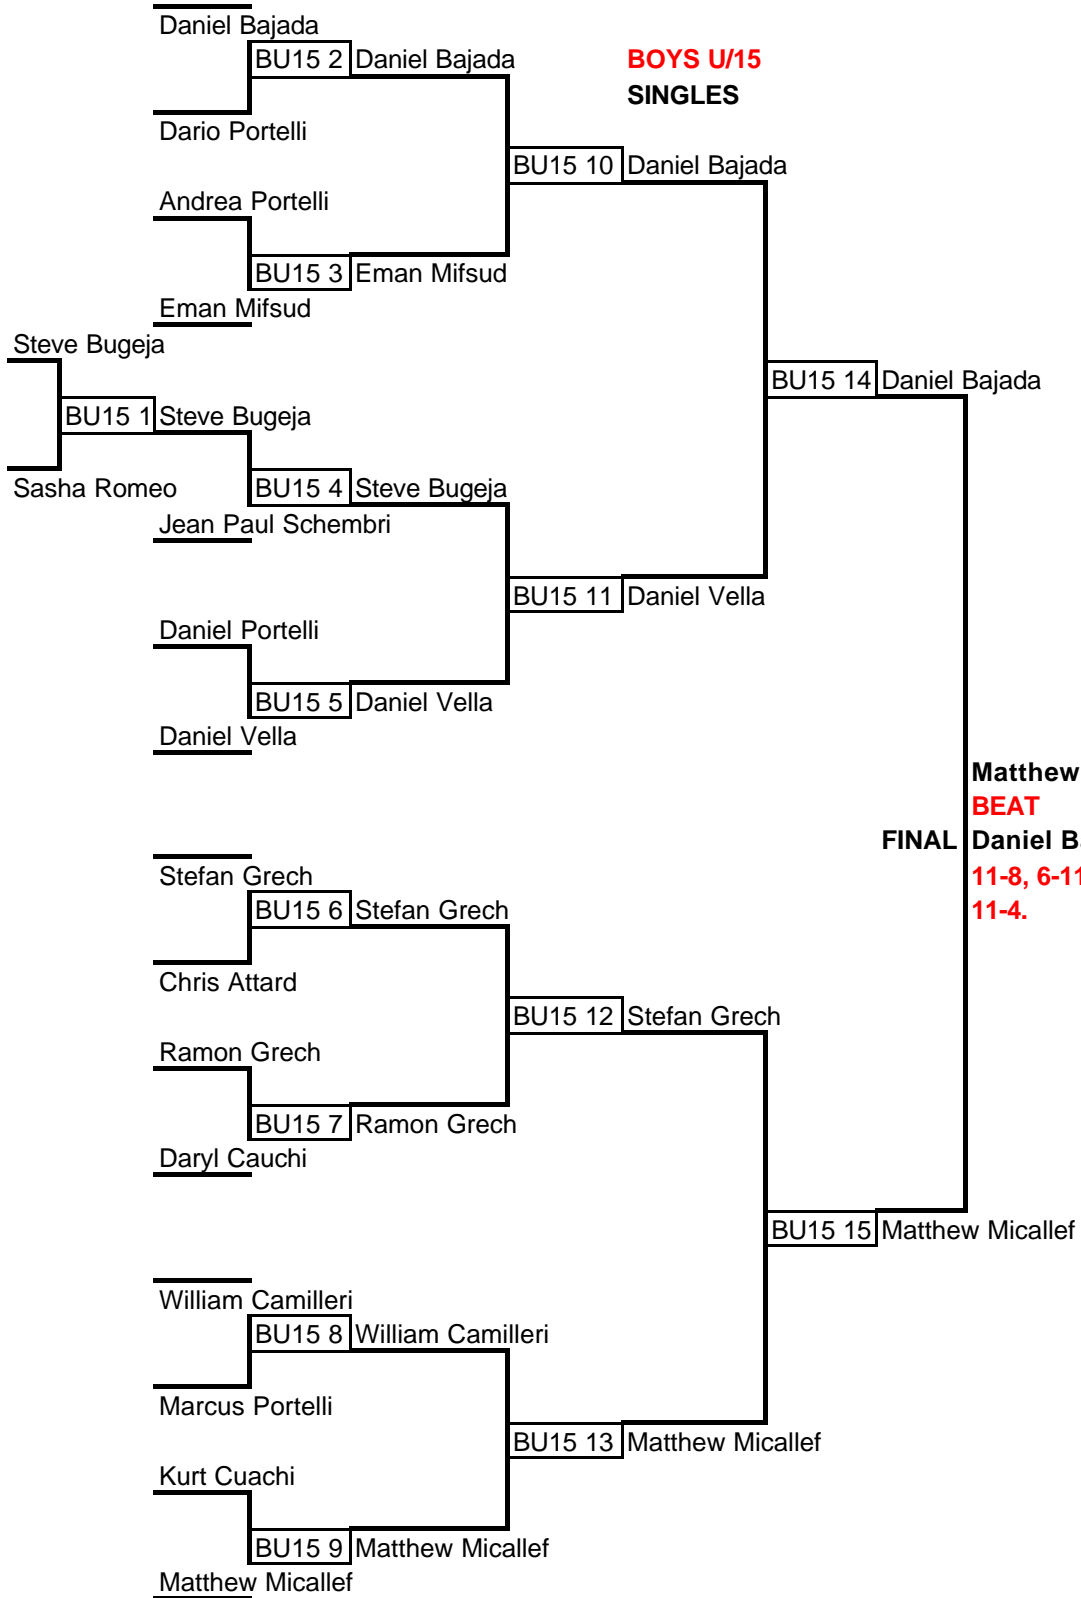 Daniel Bajada
BU15 2 Daniel Bajada
BOYS U/15
SINGLES
Dario Portelli
BU15 10 Daniel Bajada
Andrea Portelli
BU15 3 Eman Mifsud
Eman Mifsud
Steve Bugeja
BU15 14 Daniel Bajada
BU15 1 Steve Bugeja
Sasha Romeo
BU15 4 Steve Bugeja
Jean Paul Schembri
BU15 11 Daniel Vella
Daniel Portelli
BU15 5 Daniel Vella
Daniel Vella
Matthew
BEAT
FINAL Daniel Ba
11-8, 6-11
11-4.
Stefan Grech
BU15 6 Stefan Grech
Chris Attard
BU15 12 Stefan Grech
Ramon Grech
BU15 7 Ramon Grech
Daryl Cauchi
BU15 15 Matthew Micallef
William Camilleri
BU15 8 William Camilleri
Marcus Portelli
BU15 13 Matthew Micallef
Kurt Cuachi
BU15 9 Matthew Micallef
Matthew Micallef